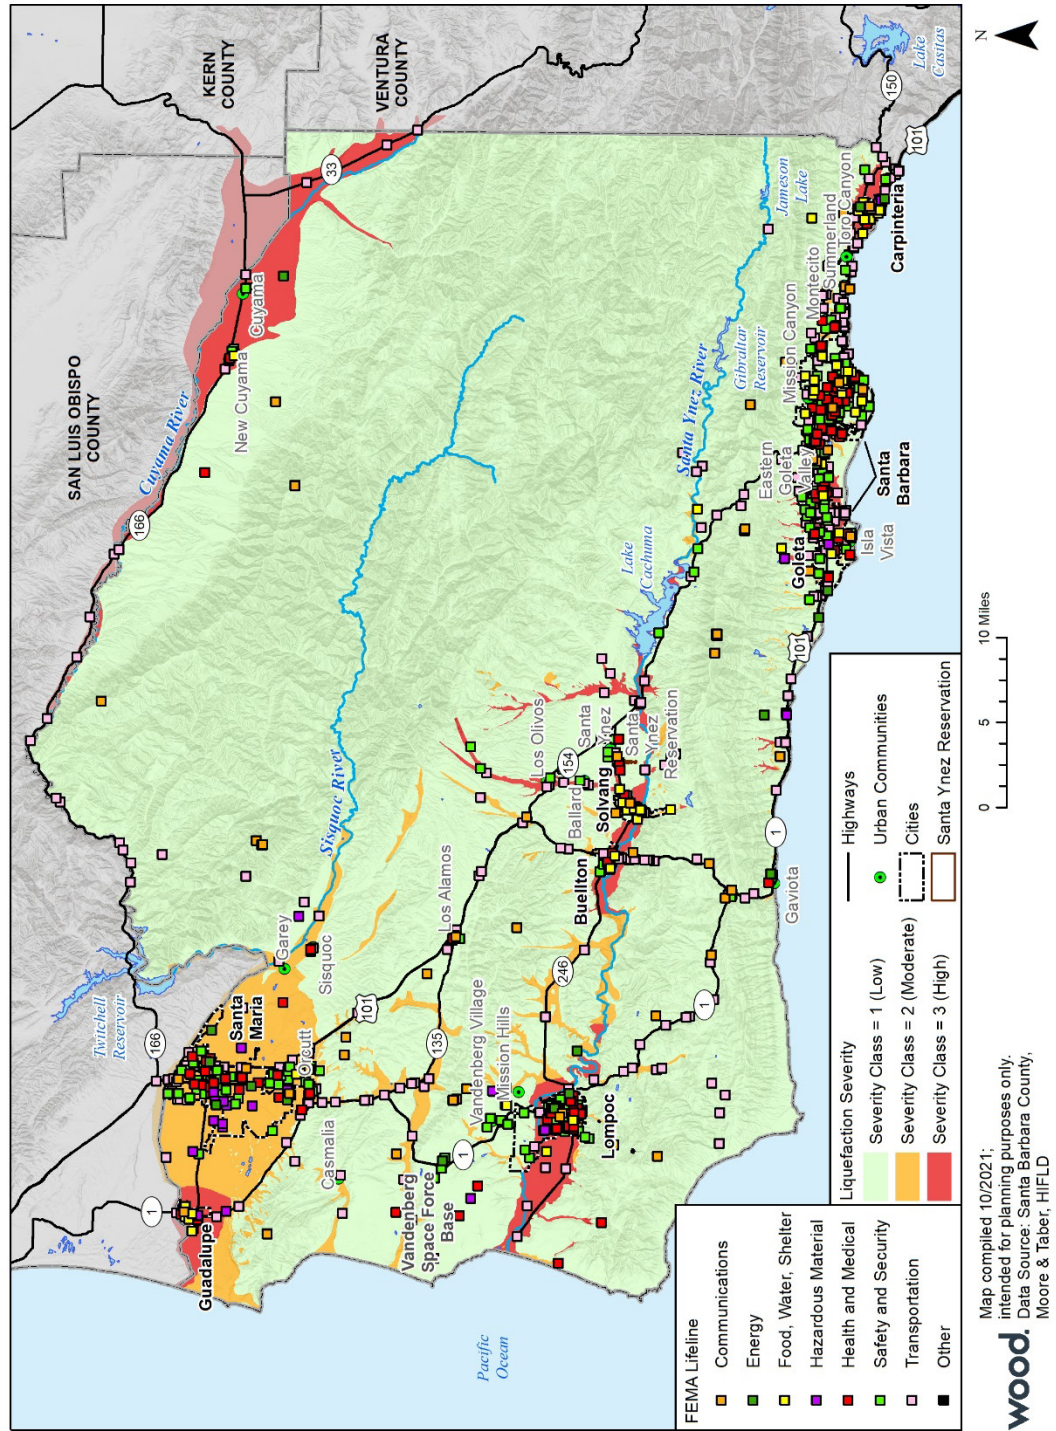 SAN LUIS OBISPO
COUNTY
KERN
COUNTY
VENTURA
COUNTY
Twitchell
Reservoir
166
166
33
Cuyama River
New Cuyama
Cuyama
1
Guadalupe
Santa
Maria
Orcutt
Garey
Sisquoc
Sisquoc River
101
Casmalia
135
Los Alamos
Vandenberg
Space Force
Base
1
Vandenberg Village
Mission Hills
Lompoc
246
1
Buellton
Solvang
Ballard
Los Olivos
154
Santa
Ynez
Santa
Ynez
Reservation
Lake
Cachuma
Santa Ynez River
Gibraltar
Reservoir
Jameson
Lake
Gaviota
1
101
Goleta
Isla
Vista
Eastern
Goleta
Valley
Santa
Barbara
Mission Canyon
Montecito
Summerland
Toro Canyon
Carpinteria
101
150
Lake
Casitas
Pacific
Ocean
FEMA Lifeline
Communications
Energy
Food, Water, Shelter
Hazardous Material
Health and Medical
Safety and Security
Transportation
Other
Liquefaction Severity
Severity Class = 1 (Low)
Severity Class = 2 (Moderate)
Severity Class = 3 (High)
Highways
Urban Communities
Cities
Santa Ynez Reservation
wood.
Map compiled 10/2021;
intended for planning purposes only.
Data Source: Santa Barbara County,
Moore & Taber, HIFLD
0 5 10 Miles
N